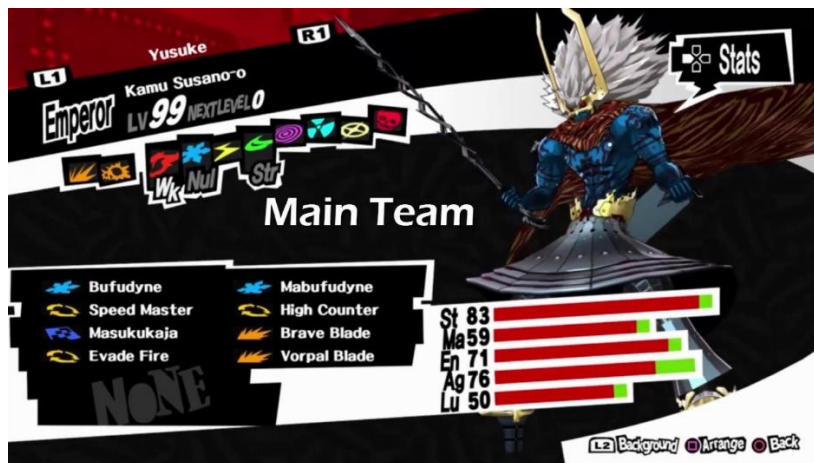 Yusuke
L1
R1
Kamu Susano-o
Emperor
LV 99 NEXT LEVEL 0
Stats
Wk
Nul
Str
Main Team
Bufudyne
Mabufudyne
Speed Master
High Counter
Masukukaja
Brave Blade
Evade Fire
Vorpal Blade
NONE
St 83
Ma 59
En 71
Ag 76
Lu 50
L2 Background Arrange Back